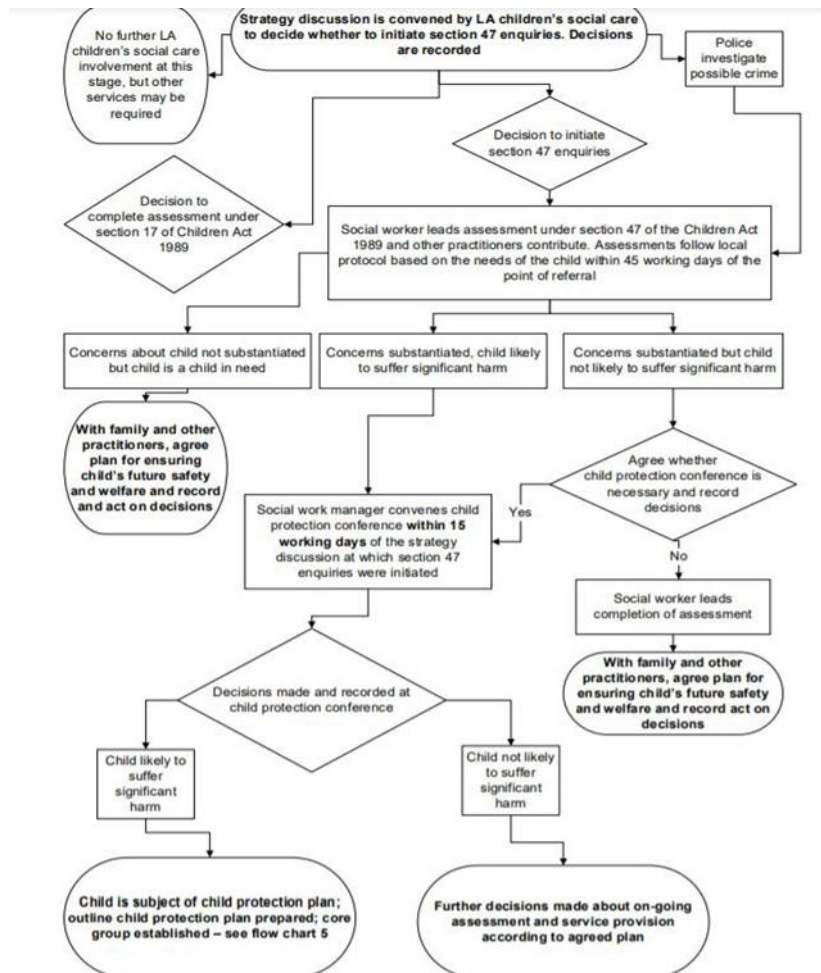 Strategy discussion is convened by LA children's social care
to decide whether to initiate section 47 enquiries. Decisions
are recorded
No further LA
children's social care
involvement at this
stage, but other
services may be
required
Police
investigate
possible crime
Decision to initiate
section 47 enquiries
Decision to
complete assessment under
section 17 of Children Act
1989
Social worker leads assessment under section 47 of the Children Act
1989 and other practitioners contribute. Assessments follow local
protocol based on the needs of the child within 45 working days of the
point of referral
Concerns about child not substantiated
but child is a child in need
Concerns substantiated, child likely
to suffer significant harm
Concerns substantiated but child
not likely to suffer significant harm
With family and other
practitioners, agree
plan for ensuring
child's future safety
and welfare and record
and act on decisions
Agree whether
child protection conference is
necessary and record
decisions
Yes
No
Social work manager convenes child
protection conference within 15
working days of the strategy
discussion at which section 47
enquiries were initiated
Social worker leads
completion of assessment
With family and other
practitioners, agree plan for
ensuring child's future safety
and welfare and record act on
decisions
Decisions made and recorded at
child protection conference
Child likely to
suffer
significant
harm
Child not likely
to suffer
significant
harm
Child is subject of child protection plan;
outline child protection plan prepared; core
group established – see flow chart 5
Further decisions made about on-going
assessment and service provision
according to agreed plan